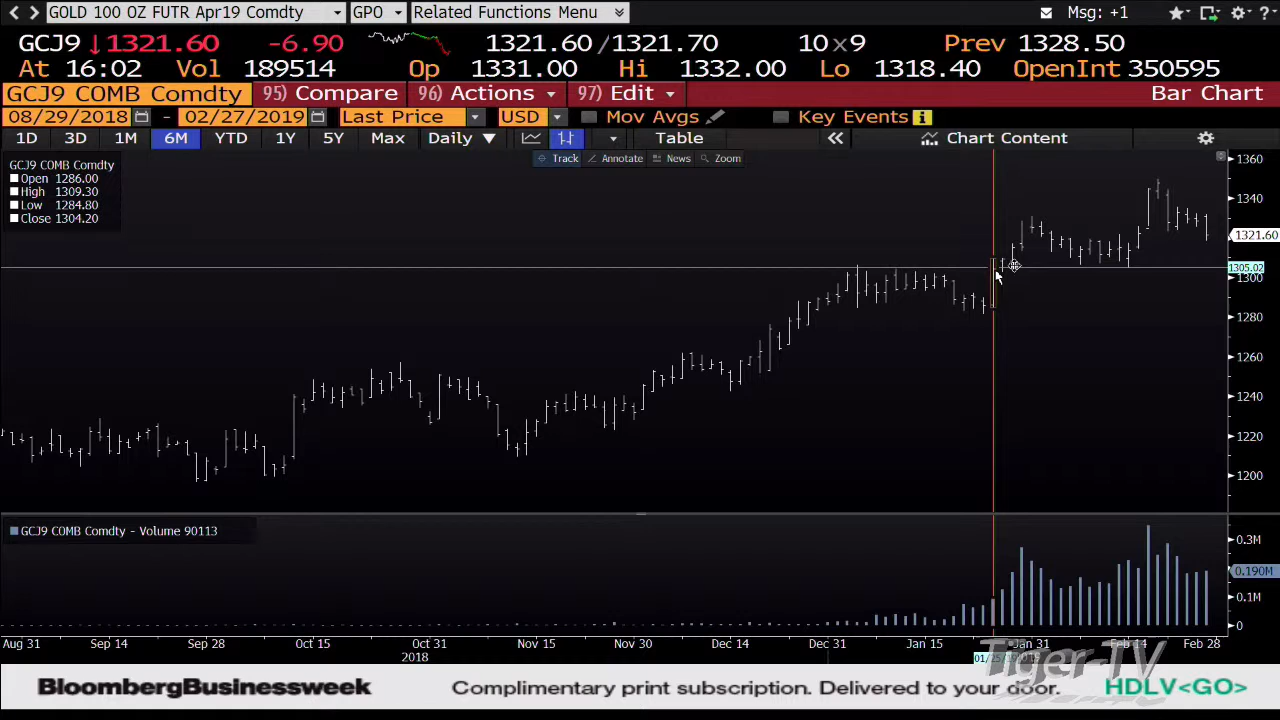 GOLD 100 OZ FUTR Apr19 Comdty GPO Related Functions Menu Msg: +1 ?
GCJ9 ↓1321.60 -6.90 1321.60/1321.70 10x9 Prev 1328.50
At 16:02 Vol 189514 Op 1331.00 Hi 1332.00 Lo 1318.40 OpenInt 350595
GCJ9 COMB Comdty 95) Compare 96) Actions 97) Edit Bar Chart
08/29/2018 - 02/27/2019 Last Price USD Mov Avgs Key Events i
1D 3D 1M 6M YTD 1Y 5Y Max Daily ▼ Table « Chart Content
Track Annotate News Zoom
GCJ9 COMB Comdty
Open 1286.00
High 1309.30
Low 1284.80
Close 1304.20
1360
1340
1321.60
1305.02
1300
1280
1260
1240
1220
1200
GCJ9 COMB Comdty - Volume 90113
0.3M
0.190M
0.1M
0
Aug 31 Sep 14 Sep 28 Oct 15 Oct 31 Nov 15 Nov 30 Dec 14 Dec 31 Jan 15 Jan 31 Feb 14 Feb 28
2018
Tiger-TV
BloombergBusinessweek Complimentary print subscription. Delivered to your door. HDLV<GO>